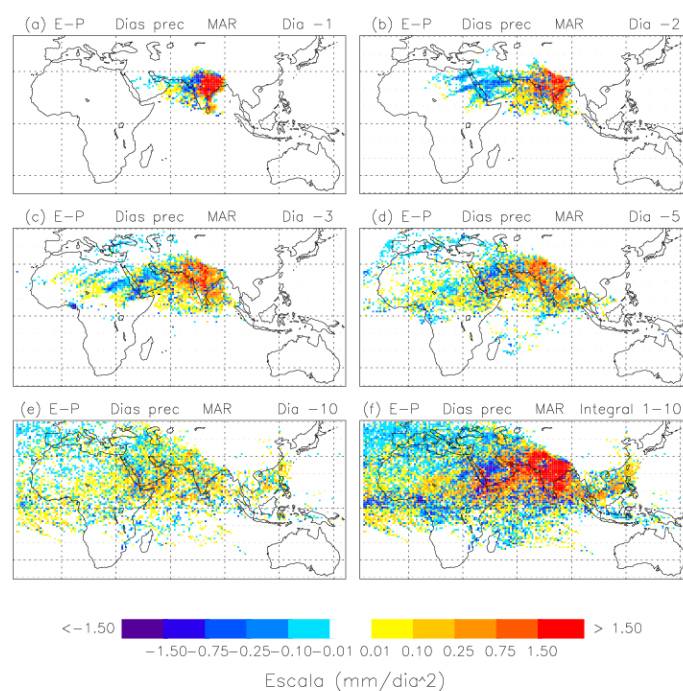 (a) E-P Dias prec MAR Dia -1
(b) E-P Dias prec MAR Dia -2
(c) E-P Dias prec MAR Dia -3
(d) E-P Dias prec MAR Dia -5
(e) E-P Dias prec MAR Dia -10
(f) E-P Dias prec MAR Integral 1-10
<-1.50 > 1.50
-1.50-0.75-0.25-0.10-0.01 0.01 0.10 0.25 0.75 1.50
Escala (mm/dia^2)